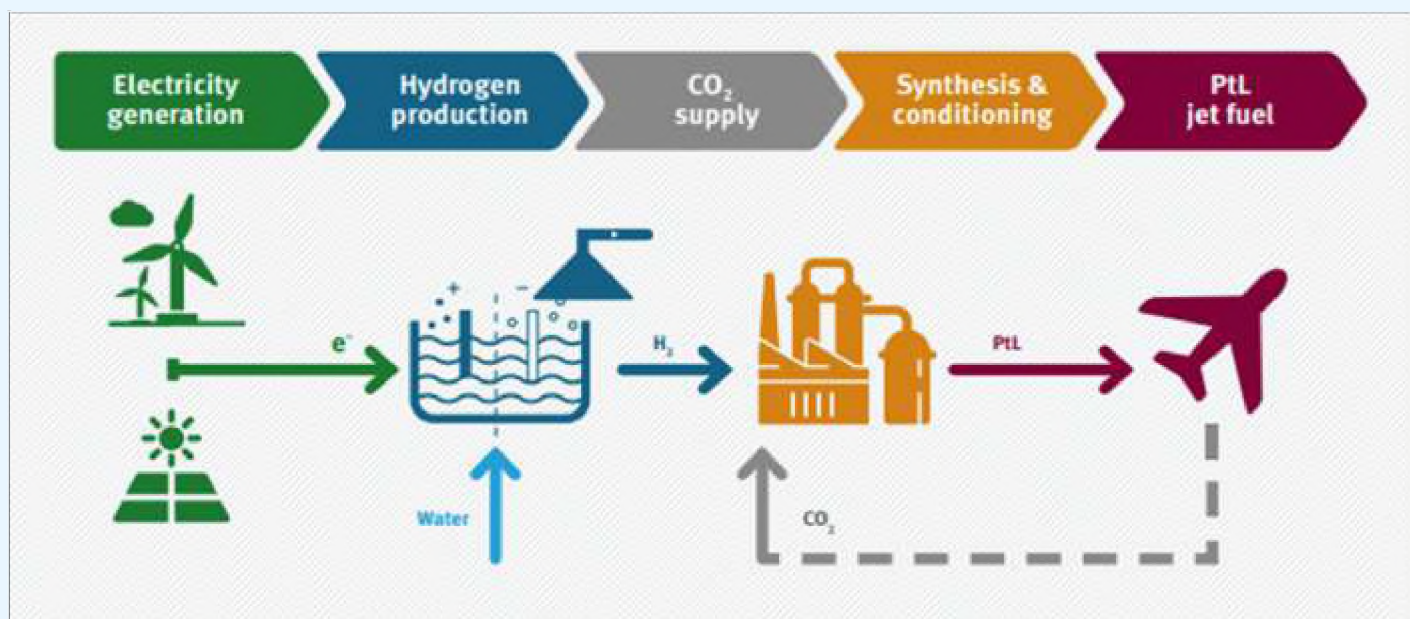 Electricity
generation
Hydrogen
production
CO₂
supply
Synthesis &
conditioning
PtL
jet fuel
+
−
e⁻
H₂
PtL
Water
CO₂